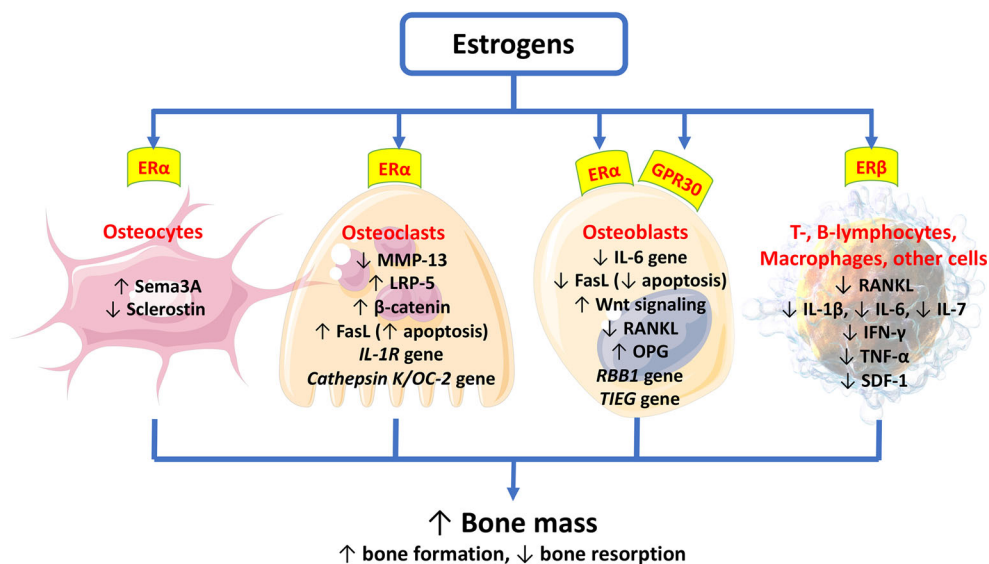 Estrogens
ERα
ERα
ERα
GPR30
ERβ
Osteocytes
↑ Sema3A
↓ Sclerostin
Osteoclasts
↓ MMP-13
↑ LRP-5
↑ β-catenin
↑ FasL (↑ apoptosis)
IL-1R gene
Cathepsin K/OC-2 gene
Osteoblasts
↓ IL-6 gene
↓ FasL (↓ apoptosis)
↑ Wnt signaling
↓ RANKL
↑ OPG
RBB1 gene
TIEG gene
T-, B-lymphocytes,
Macrophages, other cells
↓ RANKL
↓ IL-1β, ↓ IL-6, ↓ IL-7
↓ IFN-γ
↓ TNF-α
↓ SDF-1
↑ Bone mass
↑ bone formation, ↓ bone resorption